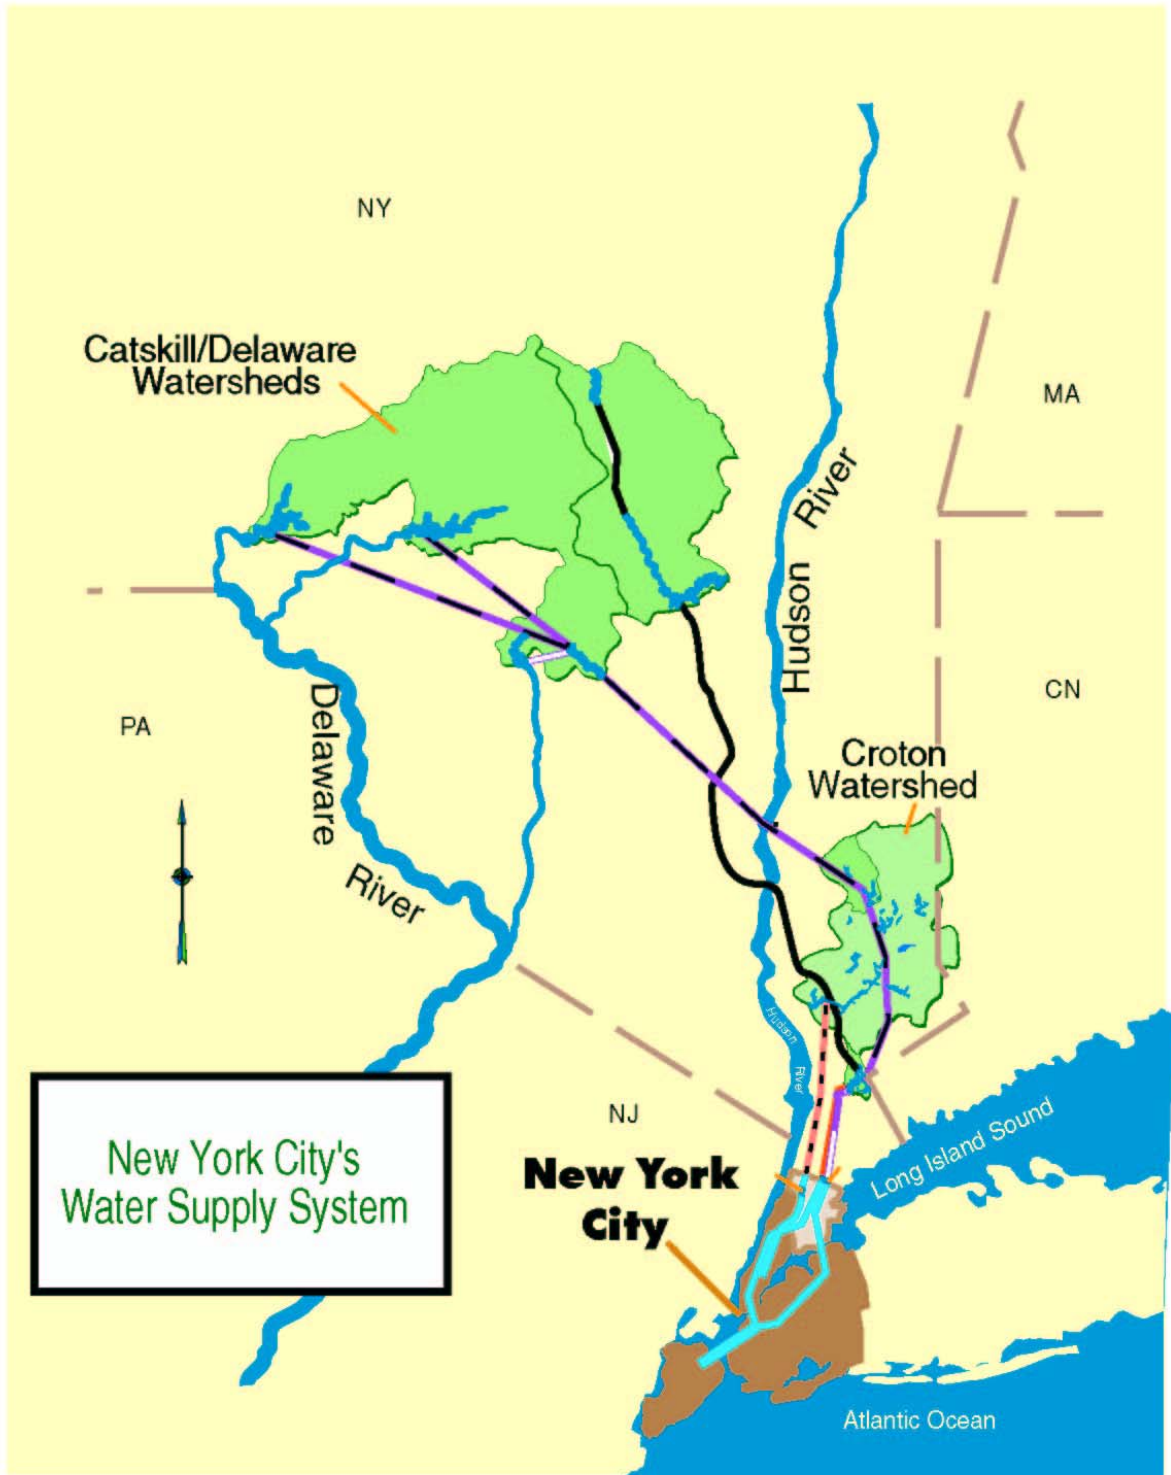 NY
Catskill/Delaware
Watersheds
MA
Hudson
River
CN
PA
Delaware
River
Croton
Watershed
Hudson
River
NJ
New York City's
Water Supply System
New York
City
Long Island Sound
Atlantic Ocean